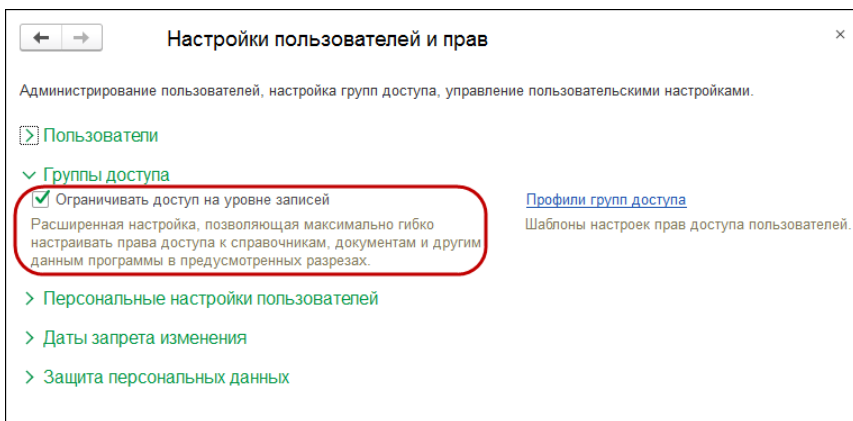 Настройки пользователей и прав
Администрирование пользователей, настройка групп доступа, управление пользовательскими настройками.
Пользователи
Группы доступа
Ограничивать доступ на уровне записей
Расширенная настройка, позволяющая максимально гибко
настраивать права доступа к справочникам, документам и другим
данным программы в предусмотренных разрезах.
Профили групп доступа
Шаблоны настроек прав доступа пользователей.
Персональные настройки пользователей
Даты запрета изменения
Защита персональных данных